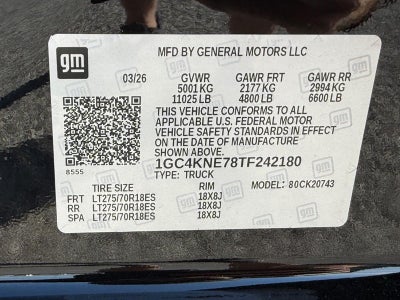 gm
gm
MFD BY GENERAL MOTORS LLC
03/26 GVWR GAWR FRT GAWR RR
5001 KG 2177 KG 2994 KG
11025 LB 4800 LB 6600 LB
THIS VEHICLE CONFORMS TO ALL
APPLICABLE U.S. FEDERAL MOTOR
VEHICLE SAFETY STANDARDS IN EFFECT
ON THE DATE OF MANUFACTURE
SHOWN ABOVE
1GC4KNE78TF242180
8555
TYPE: TRUCK
TIRE SIZE RIM MODEL: 80CK20743
FRT LT275/70R18ES 18X8J
RR LT275/70R18ES 18X8J
SPA LT275/70R18ES 18X8J